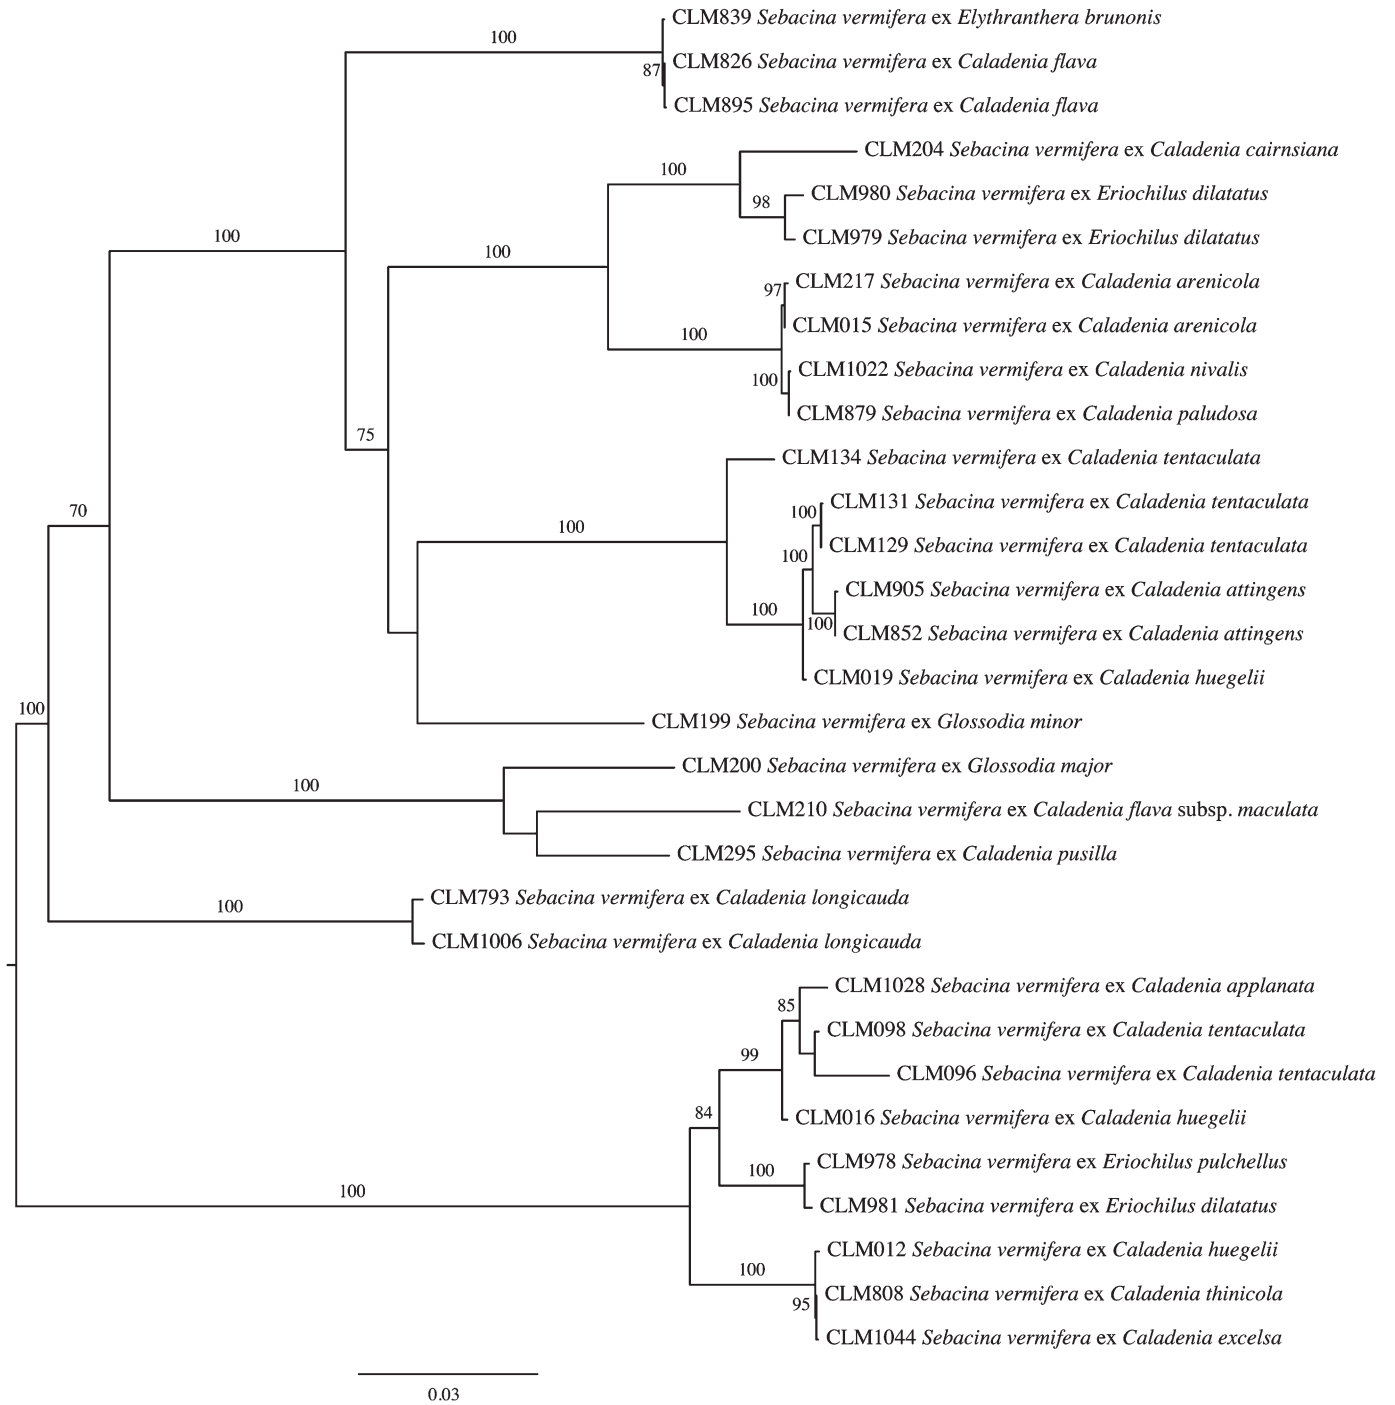 CLM839 Sebacina vermifera ex Elythranthera brunonis
100
CLM826 Sebacina vermifera ex Caladenia flava
87
CLM895 Sebacina vermifera ex Caladenia flava
CLM204 Sebacina vermifera ex Caladenia cairnsiana
100
CLM980 Sebacina vermifera ex Eriochilus dilatatus
98
CLM979 Sebacina vermifera ex Eriochilus dilatatus
100
100
CLM217 Sebacina vermifera ex Caladenia arenicola
97
CLM015 Sebacina vermifera ex Caladenia arenicola
100
CLM1022 Sebacina vermifera ex Caladenia nivalis
100
CLM879 Sebacina vermifera ex Caladenia paludosa
75
CLM134 Sebacina vermifera ex Caladenia tentaculata
CLM131 Sebacina vermifera ex Caladenia tentaculata
100
70
100
CLM129 Sebacina vermifera ex Caladenia tentaculata
100
CLM905 Sebacina vermifera ex Caladenia attingens
100
100
CLM852 Sebacina vermifera ex Caladenia attingens
CLM019 Sebacina vermifera ex Caladenia huegelii
100
CLM199 Sebacina vermifera ex Glossodia minor
CLM200 Sebacina vermifera ex Glossodia major
100
CLM210 Sebacina vermifera ex Caladenia flava subsp. maculata
CLM295 Sebacina vermifera ex Caladenia pusilla
CLM793 Sebacina vermifera ex Caladenia longicauda
100
CLM1006 Sebacina vermifera ex Caladenia longicauda
CLM1028 Sebacina vermifera ex Caladenia applanata
85
CLM098 Sebacina vermifera ex Caladenia tentaculata
99
CLM096 Sebacina vermifera ex Caladenia tentaculata
84
CLM016 Sebacina vermifera ex Caladenia huegelii
CLM978 Sebacina vermifera ex Eriochilus pulchellus
100
100
CLM981 Sebacina vermifera ex Eriochilus dilatatus
CLM012 Sebacina vermifera ex Caladenia huegelii
100
CLM808 Sebacina vermifera ex Caladenia thinicola
95
CLM1044 Sebacina vermifera ex Caladenia excelsa
0.03